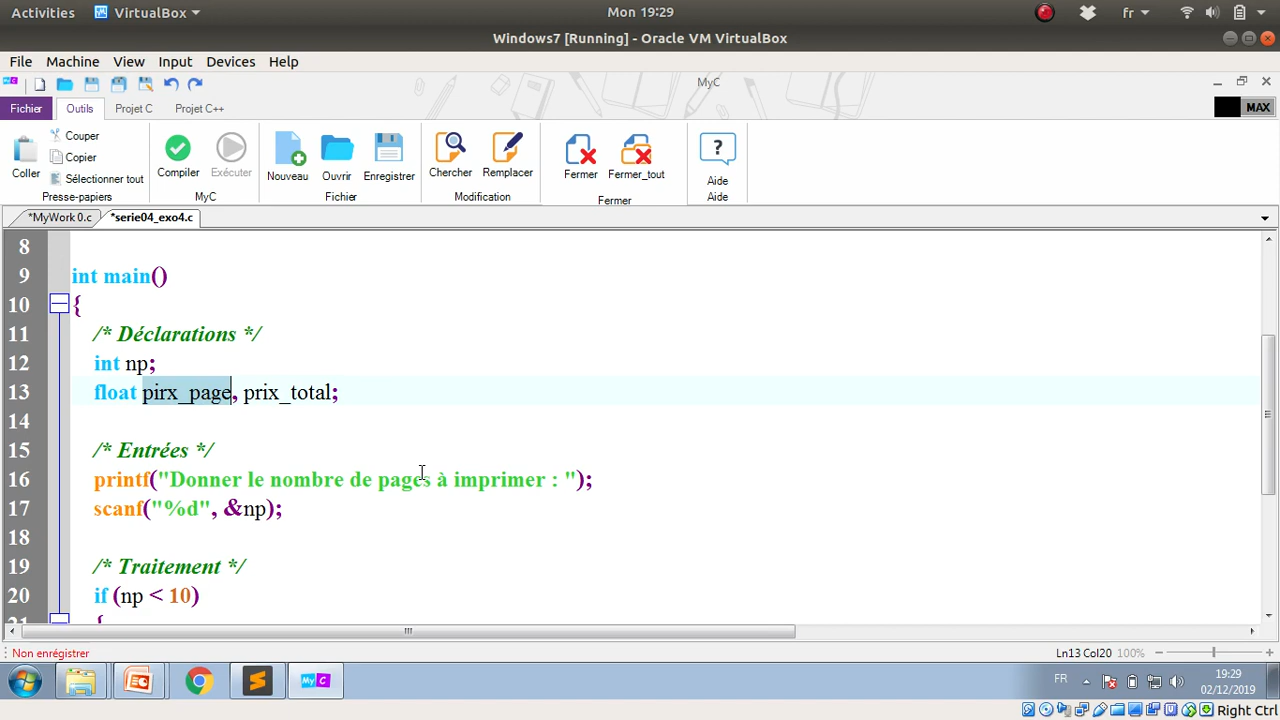 Activities VirtualBox Mon 19:29 fr
Windows7 [Running] - Oracle VM VirtualBox
File Machine View Input Devices Help
MyC
Fichier Outils Projet C Projet C++ MAX
Coller Couper Copier Sélectionner tout
Compiler Exécuter Nouveau Ouvrir Enregistrer Chercher Remplacer Fermer Fermer_tout Aide
Presse-papiers MyC Fichier Modification Fermer Aide
*MyWork 0.c *serie04_exo4.c
8
9 int main()
10 {
11 /* Déclarations */
12 int np;
13 float pirx_page, prix_total;
14
15 /* Entrées */
16 printf("Donner le nombre de pages à imprimer : ");
17 scanf("%d", &np);
18
19 /* Traitement */
20 if (np < 10)
21 {
Non enrégistrer Ln13 Col20 100%
MyC FR 19:29
02/12/2019
Right Ctrl